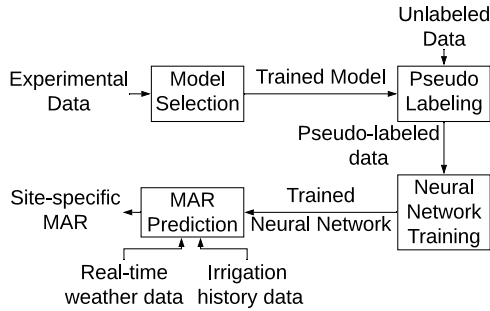 Unlabeled
Data
Experimental
Data
Model
Selection
Trained Model
Pseudo
Labeling
Pseudo-labeled
data
Site-specific
MAR
MAR
Prediction
Trained
Neural Network
Neural
Network
Training
Real-time
weather data
Irrigation
history data